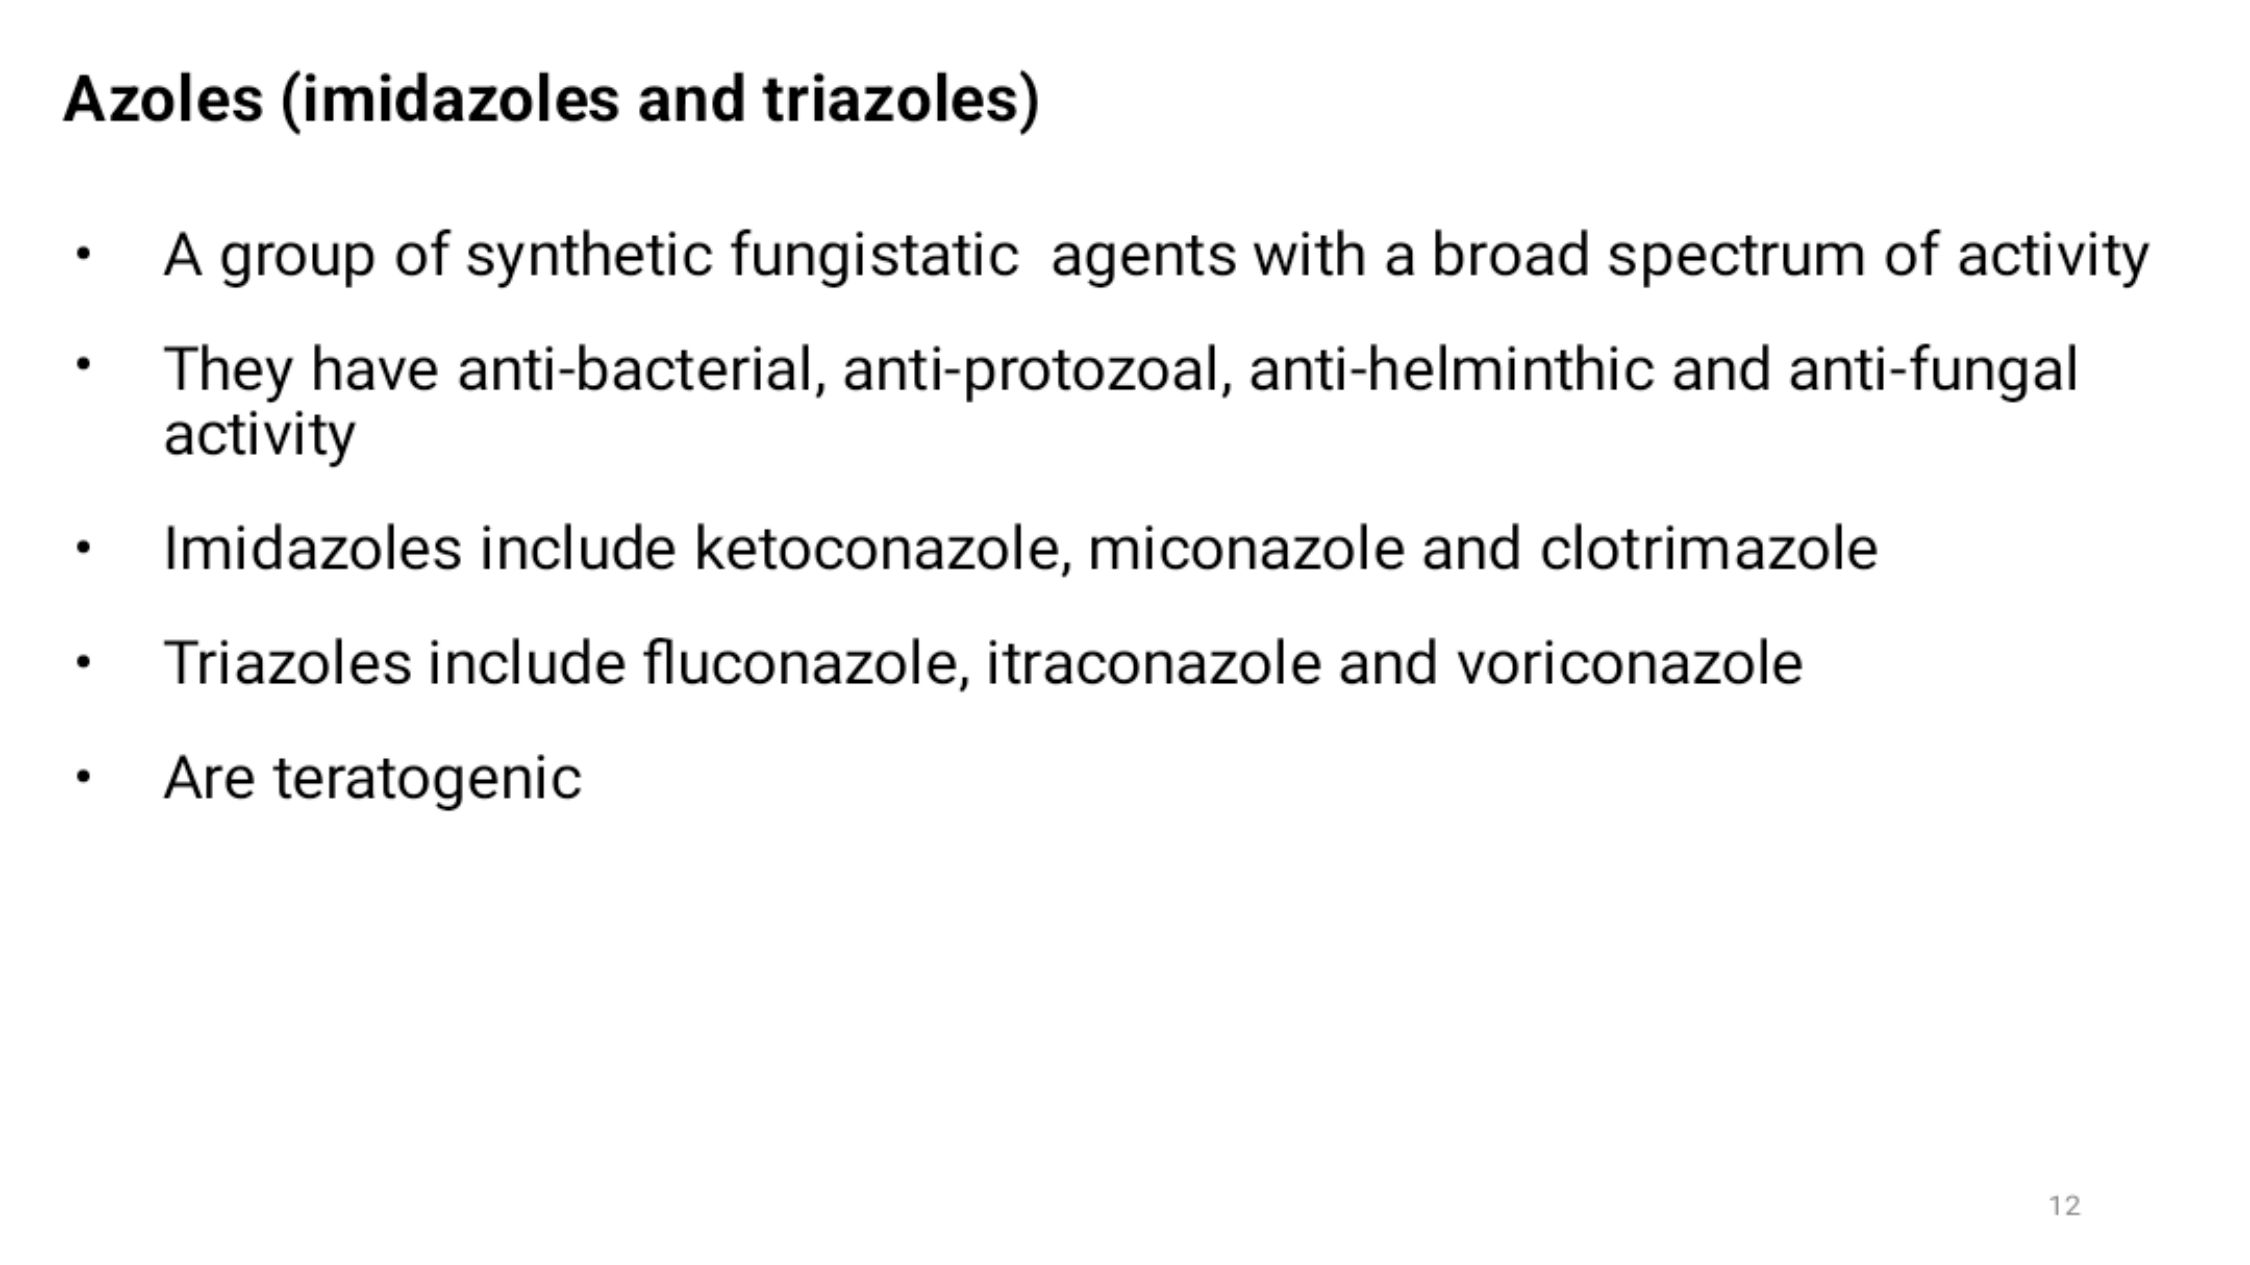 Azoles (imidazoles and triazoles)
• A group of synthetic fungistatic  agents with a broad spectrum of activity
• They have anti-bacterial, anti-protozoal, anti-helminthic and anti-fungal
activity
• Imidazoles include ketoconazole, miconazole and clotrimazole
• Triazoles include fluconazole, itraconazole and voriconazole
• Are teratogenic
12